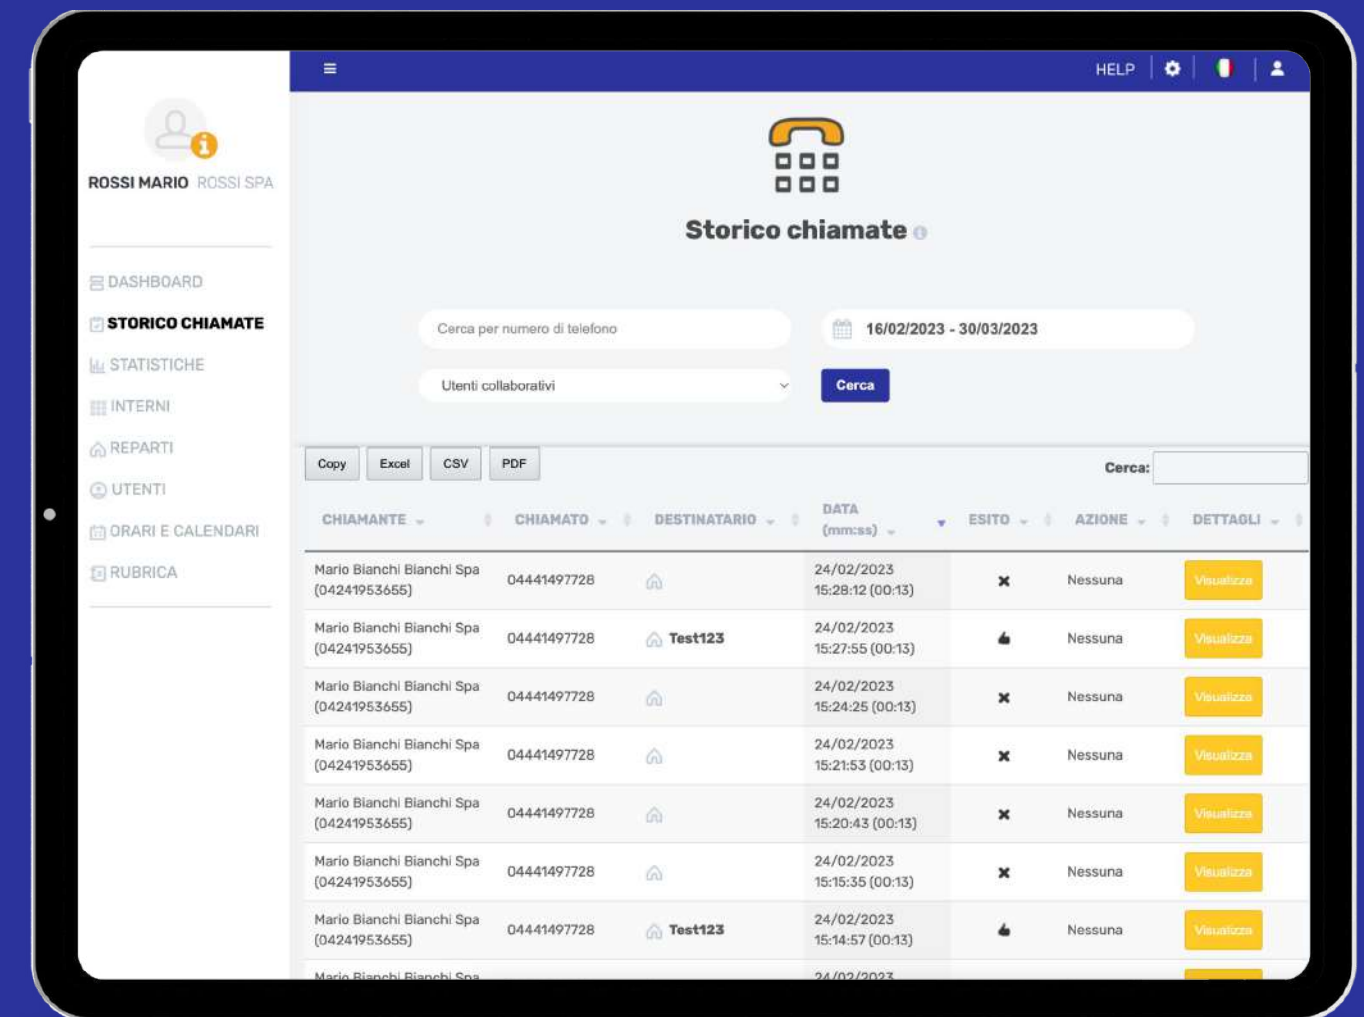 HELP
ROSSI MARIO ROSSI SPA
DASHBOARD
STORICO CHIAMATE
STATISTICHE
INTERNI
REPARTI
UTENTI
ORARI E CALENDARI
RUBRICA
Storico chiamate
Cerca per numero di telefono
16/02/2023 - 30/03/2023
Utenti collaborativi
Cerca
Copy Excel CSV PDF
Cerca:
CHIAMANTE CHIAMATO DESTINATARIO DATA ESITO AZIONE DETTAGLI
(mm:ss)
Mario Bianchi Bianchi Spa 04441497728 24/02/2023 Nessuna Visualizza
(04241953655) 15:28:12 (00:13)
Mario Bianchi Bianchi Spa 04441497728 Test123 24/02/2023 Nessuna Visualizza
(04241953655) 15:27:55 (00:13)
Mario Bianchi Bianchi Spa 04441497728 24/02/2023 Nessuna Visualizza
(04241953655) 15:24:25 (00:13)
Mario Bianchi Bianchi Spa 04441497728 24/02/2023 Nessuna Visualizza
(04241953655) 15:21:53 (00:13)
Mario Bianchi Bianchi Spa 04441497728 24/02/2023 Nessuna Visualizza
(04241953655) 15:20:43 (00:13)
Mario Bianchi Bianchi Spa 04441497728 24/02/2023 Nessuna Visualizza
(04241953655) 15:15:35 (00:13)
Mario Bianchi Bianchi Spa 04441497728 Test123 24/02/2023 Nessuna Visualizza
(04241953655) 15:14:57 (00:13)
Mario Bianchi Bianchi Spa 24/02/2023